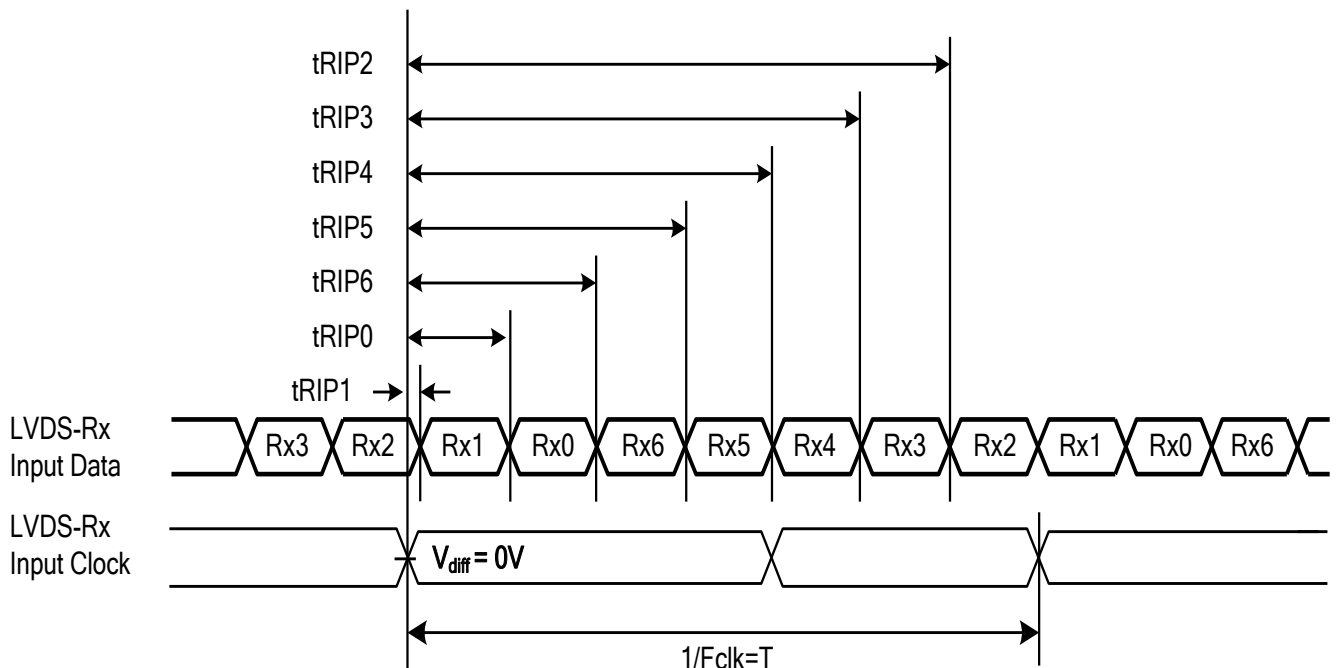 tRIP2
tRIP3
tRIP4
tRIP5
tRIP6
tRIP0
tRIP1
LVDS-Rx
Input Data
Rx3 Rx2 Rx1 Rx0 Rx6 Rx5 Rx4 Rx3 Rx2 Rx1 Rx0 Rx6
LVDS-Rx
Input Clock
Vdiff = 0V
1/Fclk=T